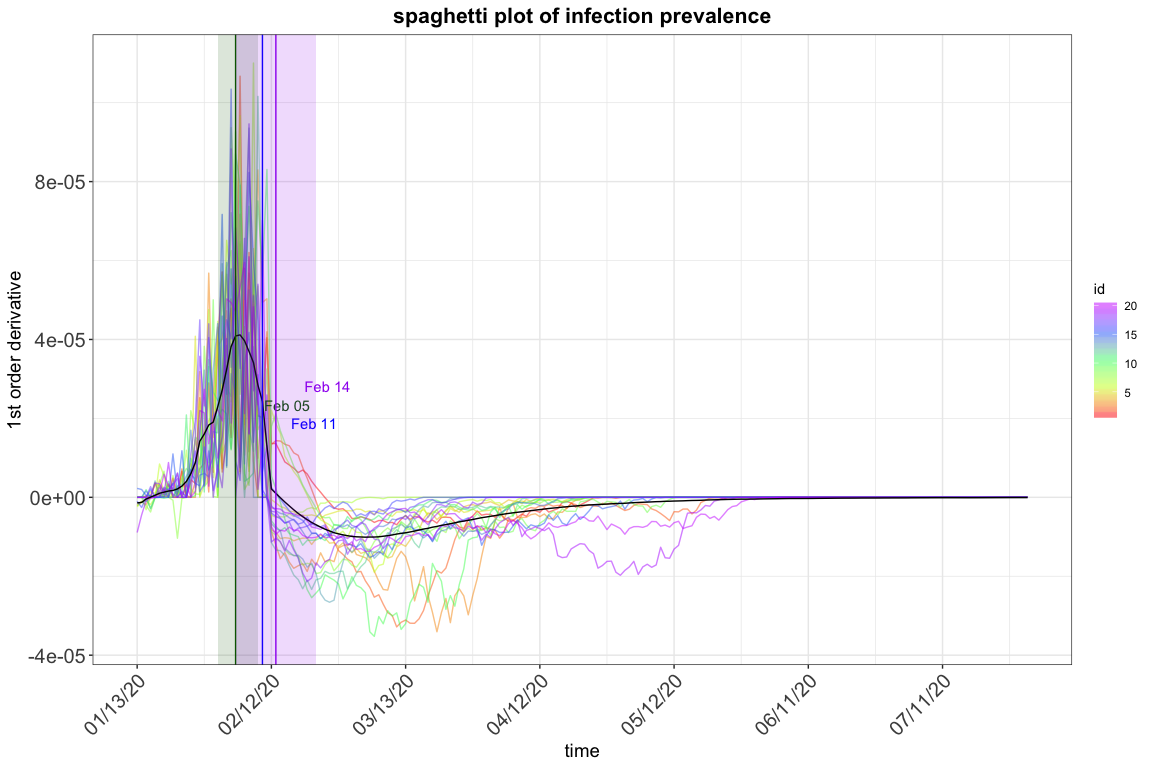 spaghetti plot of infection prevalence
1st order derivative
8e-05
4e-05
0e+00
-4e-05
Feb 14
Feb 05
Feb 11
01/13/20
02/12/20
03/13/20
04/12/20
05/12/20
06/11/20
07/11/20
time
id
20
15
10
5